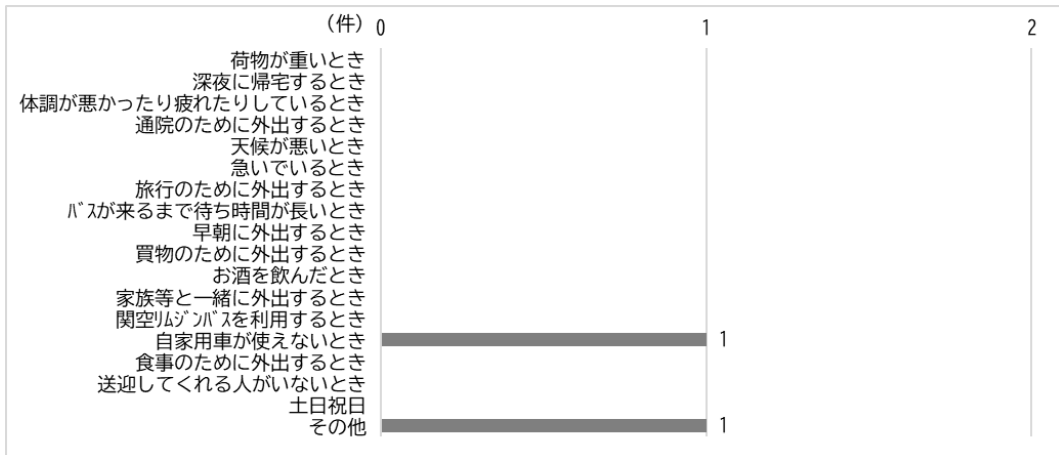 （件） 0 1 2
荷物が重いとき
深夜に帰宅するとき
体調が悪かったり疲れたりしているとき
通院のために外出するとき
天候が悪いとき
急いでいるとき
旅行のために外出するとき
ﾊﾞｽが来るまで待ち時間が長いとき
早朝に外出するとき
買物のために外出するとき
お酒を飲んだとき
家族等と一緒に外出するとき
関空ﾘﾑｼﾞﾝﾊﾞｽを利用するとき
自家用車が使えないとき 1
食事のために外出するとき
送迎してくれる人がいないとき
土日祝日
その他 1